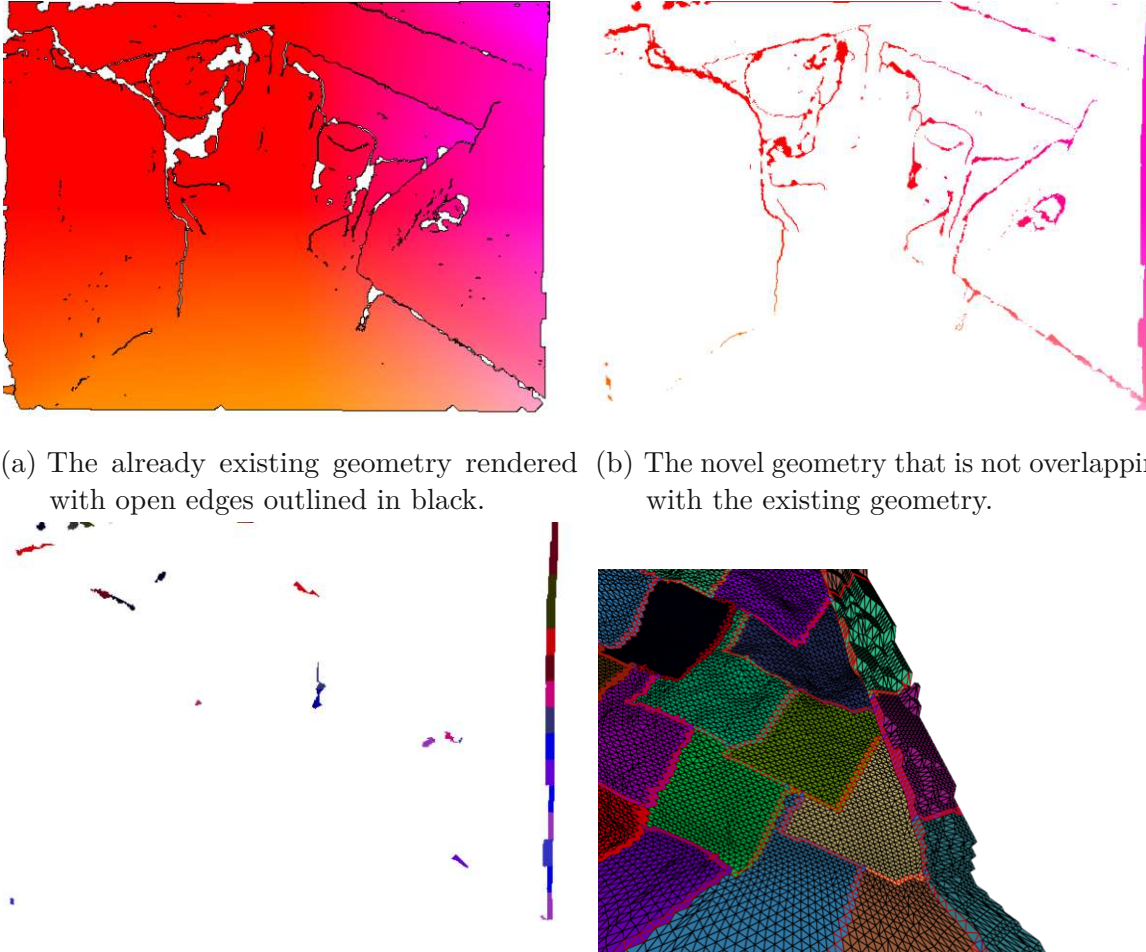 (a) The already existing geometry rendered
with open edges outlined in black.
(b) The novel geometry that is not overlappin
with the existing geometry.